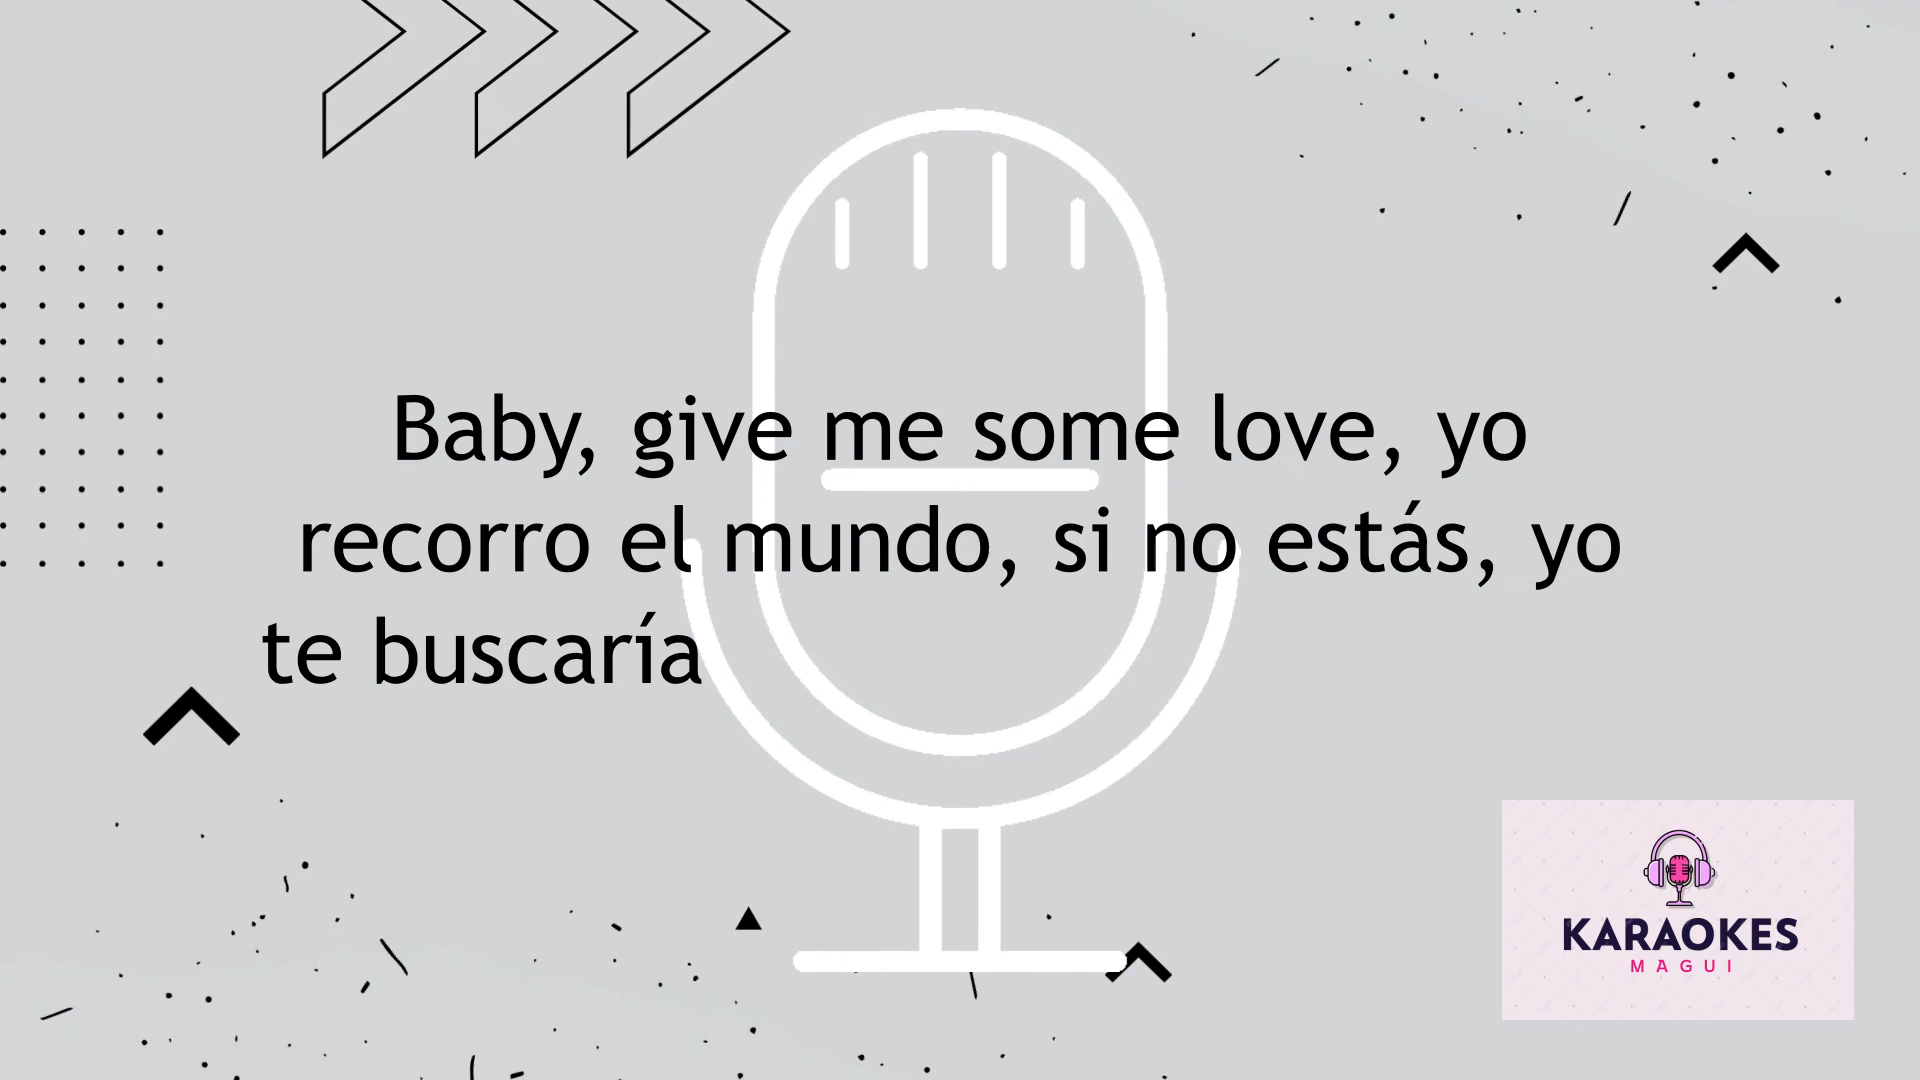 Baby, give me some love, yo
recorro el mundo, si no estás, yo
te buscaría
KARAOKES
MAGUI